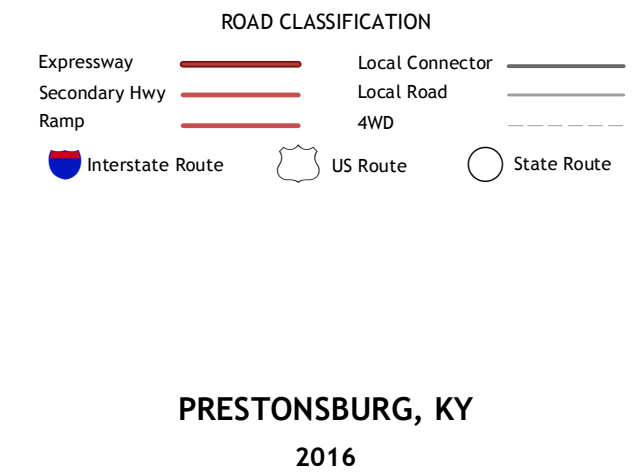 ROAD CLASSIFICATION
Expressway
Local Connector
Secondary Hwy
Local Road
Ramp
4WD
Interstate Route
US Route
State Route
PRESTONSBURG, KY
2016